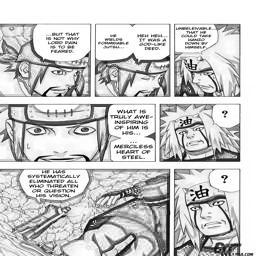 ...BUT
THAT IS
NOT WHY
LORD PAIN
IS TO BE
FEARED.
HE
WIELDS
FORMIDABLE
JUTSU...
HEH HEH...
IT WAS A
GOD-LIKE
DEED.
UNBELIEVABLE...
THAT HE
COULD TAKE
HANZO
DOWN BY
HIMSELF.
WHAT IS
TRULY AWE-
INSPIRING
OF HIM IS
HIS...
...
MERCILESS
HEART OF
STEEL.
?
油
HE HAS
SYSTEMATICALLY
ELIMINATED ALL
WHO THREATEN
OR QUESTION
HIS VISION.
?
油